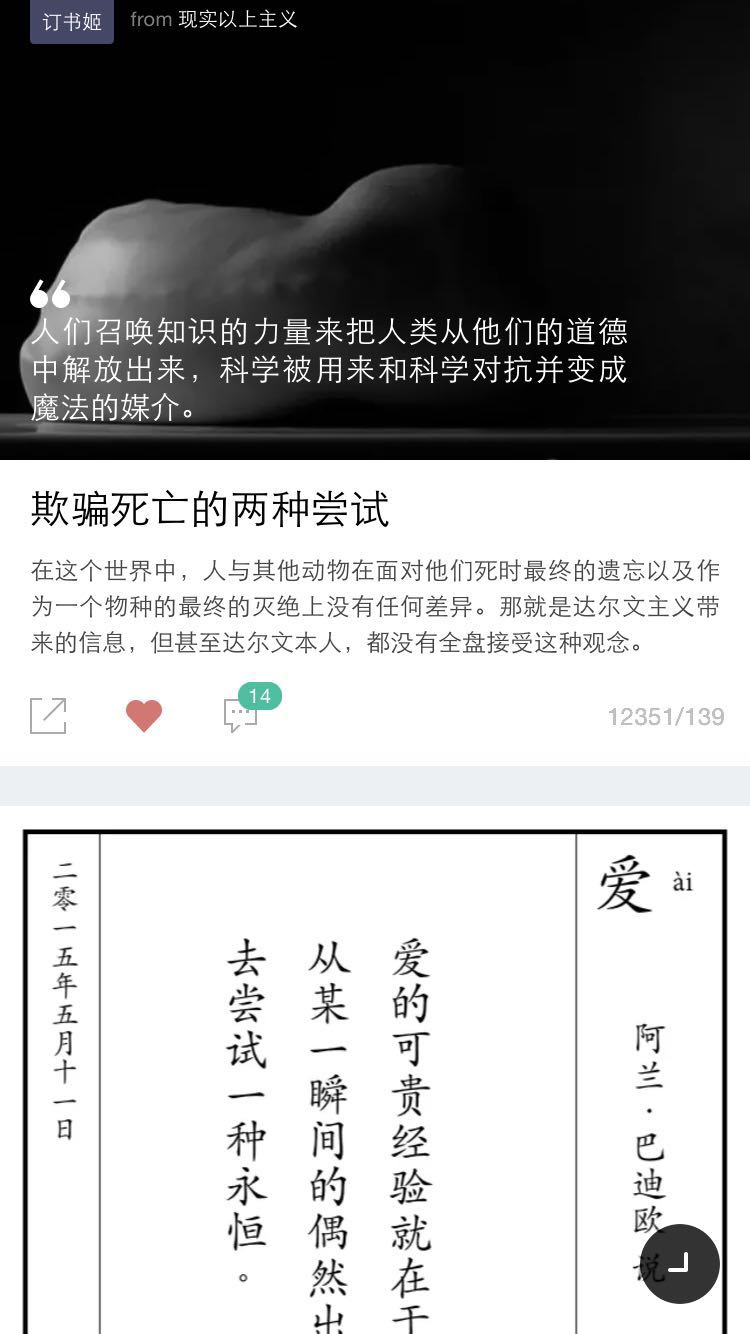 订书姬
from 现实以上主义
人们召唤知识的力量来把人类从他们的道德
中解放出来，科学被用来和科学对抗并变成
魔法的媒介。
欺骗死亡的两种尝试
在这个世界中，人与其他动物在面对他们死时最终的遗忘以及作
为一个物种的最终的灭绝上没有任何差异。那就是达尔文主义带
来的信息，但甚至达尔文本人，都没有全盘接受这种观念。
14
12351/139
爱 ài
阿兰·巴迪欧说
爱的可贵经验就在于
从某一瞬间的偶然出
去尝试一种永恒。
二零一五年五月十一日